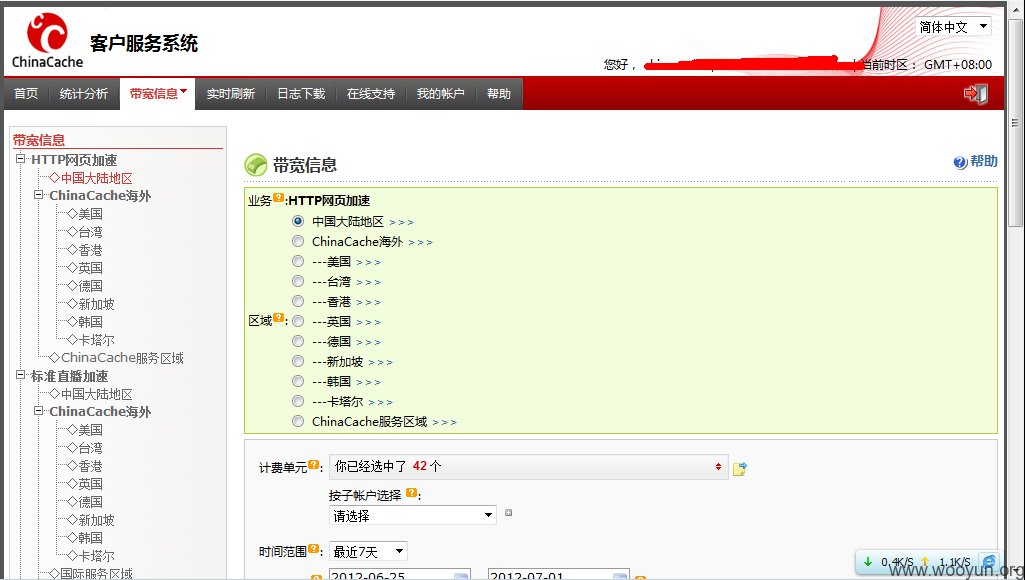 ChinaCache
客户服务系统
简体中文
您好，
当前时区： GMT+08:00
首页 统计分析 带宽信息 实时刷新 日志下载 在线支持 我的帐户 帮助
带宽信息
HTTP网页加速
中国大陆地区
ChinaCache海外
美国
台湾
香港
英国
德国
新加坡
韩国
卡塔尔
ChinaCache服务区域
标准直播加速
中国大陆地区
ChinaCache海外
美国
台湾
香港
英国
德国
新加坡
韩国
卡塔尔
国际服务区域
带宽信息
帮助
业务?:HTTP网页加速
区域?:
中国大陆地区 >>>
ChinaCache海外 >>>
---美国 >>>
---台湾 >>>
---香港 >>>
---英国 >>>
---德国 >>>
---新加坡 >>>
---韩国 >>>
---卡塔尔 >>>
ChinaCache服务区域 >>>
计费单元?: 你已经选中了 42 个
按子帐户选择 ?:
请选择
时间范围?: 最近7天
2012-06-25 2012-07-01
0.4K/S 1.1K/S
www.wooyun.org